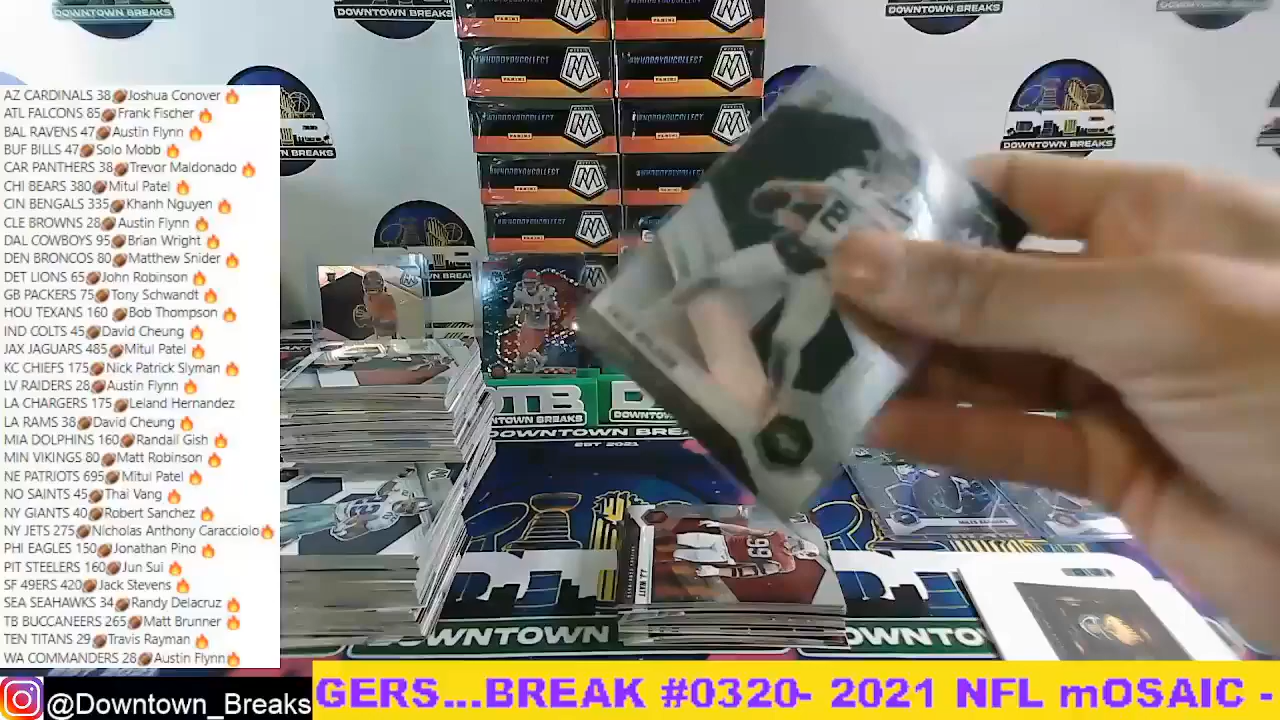 DOWNTOWN BREAKS
DOWNTOWN BREAKS
DOWNTOWN BREAKS
AZ CARDINALS 38🏈Joshua Conover 🔥
ATL FALCONS 85🏈Frank Fischer 🔥
BAL RAVENS 47🏈Austin Flynn 🔥
BUF BILLS 47🏈Solo Mobb 🔥
CAR PANTHERS 38🏈Trevor Maldonado 🔥
CHI BEARS 380🏈Mitul Patel 🔥
CIN BENGALS 335🏈Khanh Nguyen 🔥
CLE BROWNS 28🏈Austin Flynn 🔥
DAL COWBOYS 95🏈Brian Wright 🔥
DEN BRONCOS 80🏈Matthew Snider 🔥
DET LIONS 65🏈John Robinson 🔥
GB PACKERS 75🏈Tony Schwandt 🔥
HOU TEXANS 160 🏈Bob Thompson 🔥
IND COLTS 45🏈David Cheung 🔥
JAX JAGUARS 485🏈Mitul Patel 🔥
KC CHIEFS 175🏈Nick Patrick Slyman 🔥
LV RAIDERS 28🏈Austin Flynn 🔥
LA CHARGERS 175🏈Leland Hernandez
LA RAMS 38🏈David Cheung 🔥
MIA DOLPHINS 160🏈Randall Gish 🔥
MIN VIKINGS 80🏈Matt Robinson 🔥
NE PATRIOTS 695🏈Mitul Patel 🔥
NO SAINTS 45🏈Thai Vang 🔥
NY GIANTS 40🏈Robert Sanchez 🔥
NY JETS 275🏈Nicholas Anthony Caracciolo🔥
PHI EAGLES 150🏈Jonathan Pino 🔥
PIT STEELERS 160🏈Jun Sui 🔥
SF 49ERS 420🏈Jack Stevens 🔥
SEA SEAHAWKS 34🏈Randy Delacruz 🔥
TB BUCCANEERS 265🏈Matt Brunner 🔥
TEN TITANS 29🏈Travis Rayman 🔥
WA COMMANDERS 28🏈Austin Flynn🔥
PANINI
#WHODOYOUCOLLECT
#WHODOYOUCOLLECT
MOSAIC
PANINI
DOWNTOWN BREAKS
DTB
DOWNTOWN BREAKS
EST 2021
J.J. WATT
99
MILES SANDERS
DOWNTOWN
BREAKS
@Downtown_Breaks
GERS...BREAK #0320- 2021 NFL mOSAIC -